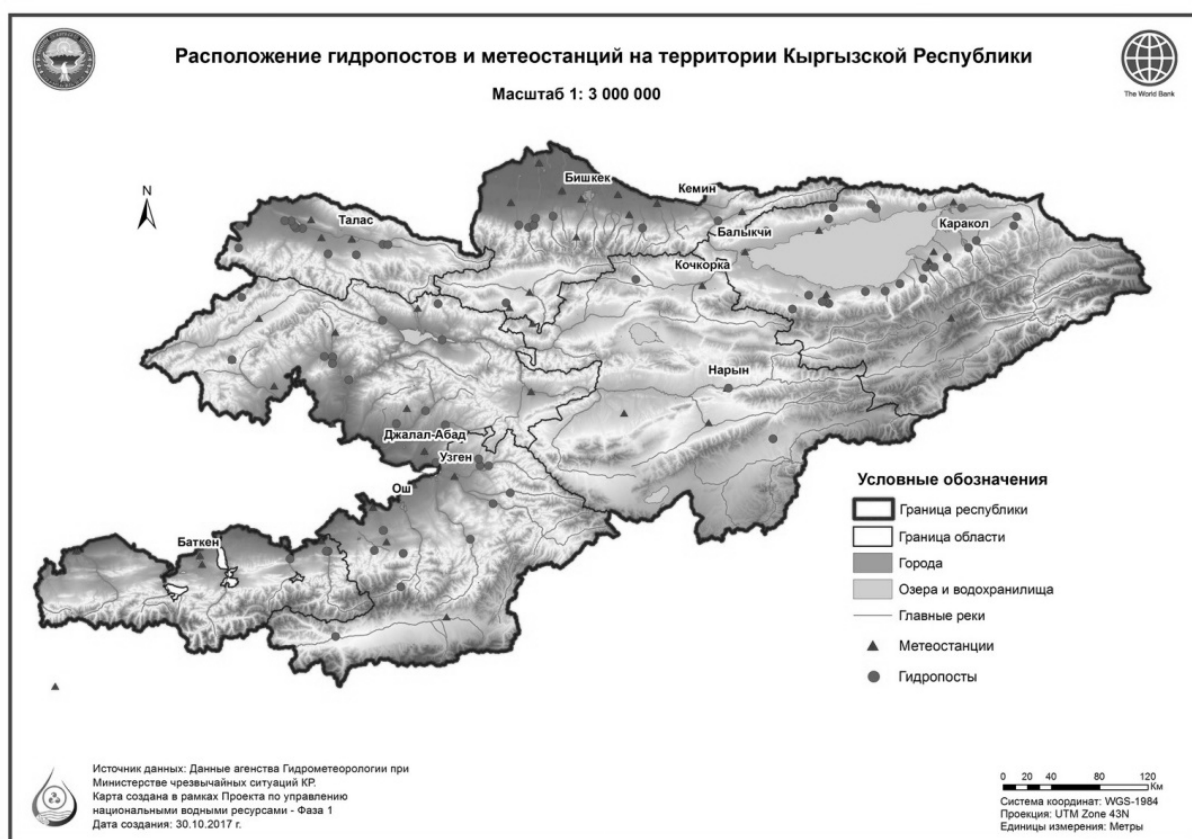 Расположение гидропостов и метеостанций на территории Кыргызской Республики
Масштаб 1: 3 000 000
The World Bank
N
Бишкек
Кемин
Талас
Балыкчи
Каракол
Кочкорка
Нарын
Джалал-Абад
Узген
Ош
Баткен
Условные обозначения
Граница республики
Граница области
Города
Озера и водохранилища
Главные реки
Метеостанции
Гидропосты
Источник данных: Данные агенства Гидрометеорологии при
Министерстве чрезвычайных ситуаций КР.
Карта создана в рамках Проекта по управлению
национальными водными ресурсами - Фаза 1
Дата создания: 30.10.2017 г.
0 20 40 80 120
Км
Система координат: WGS-1984
Проекция: UTM Zone 43N
Единицы измерения: Метры